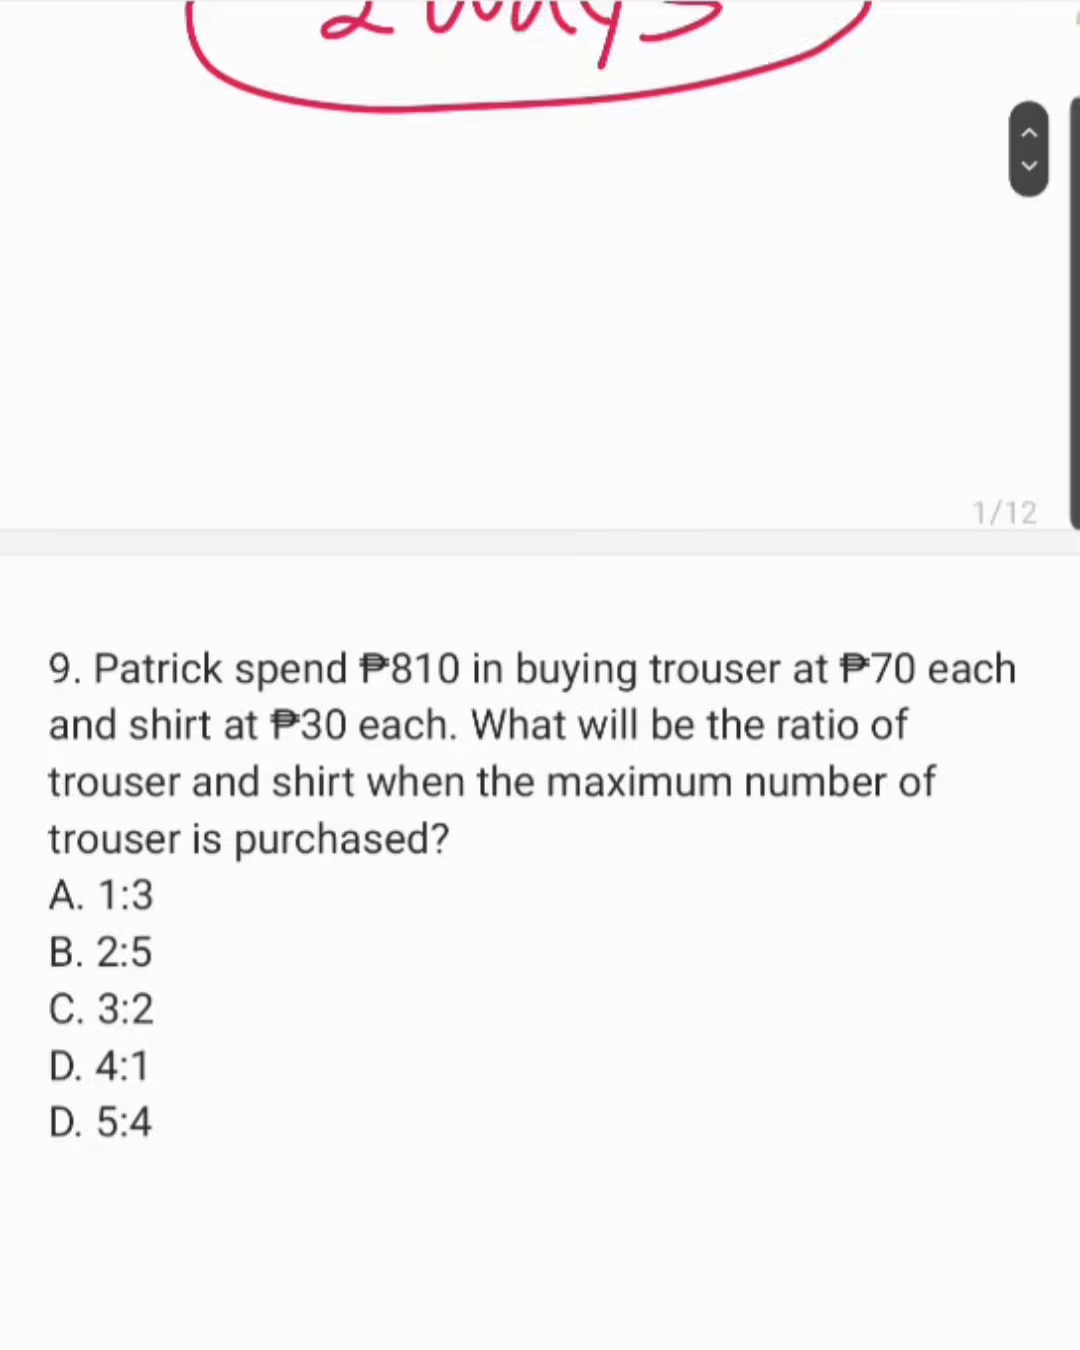 2 ways
1/12
9. Patrick spend ₱810 in buying trouser at ₱70 each
and shirt at ₱30 each. What will be the ratio of
trouser and shirt when the maximum number of
trouser is purchased?
A. 1:3
B. 2:5
C. 3:2
D. 4:1
D. 5:4